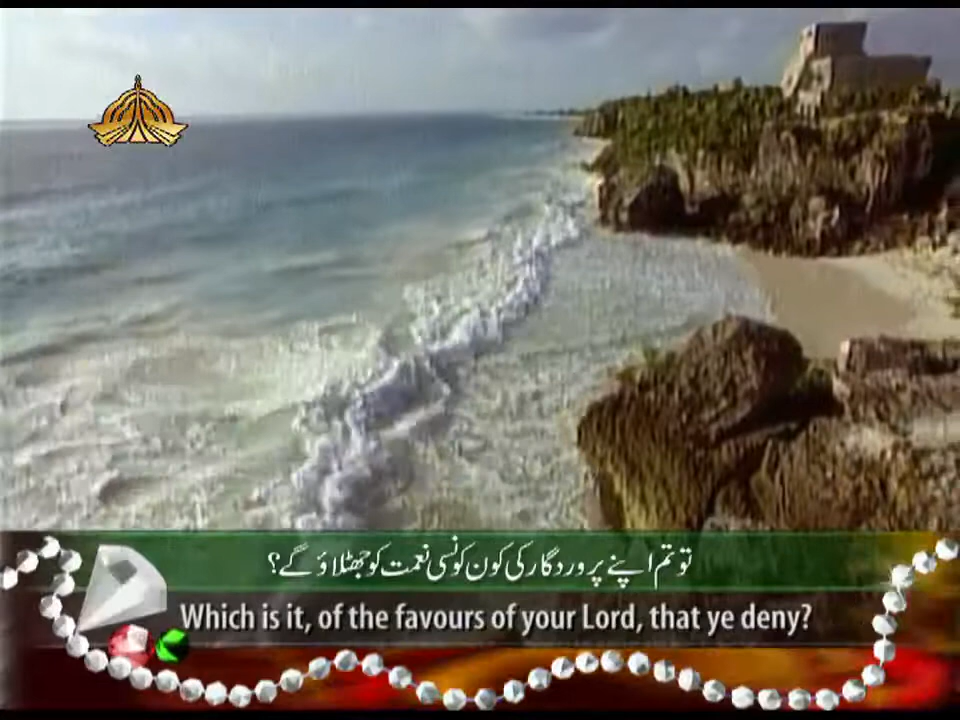 تو تم اپنے پروردگار کی کون کونسی نعمت کو جھٹلاؤ گے؟
Which is it, of the favours of your Lord, that ye deny?